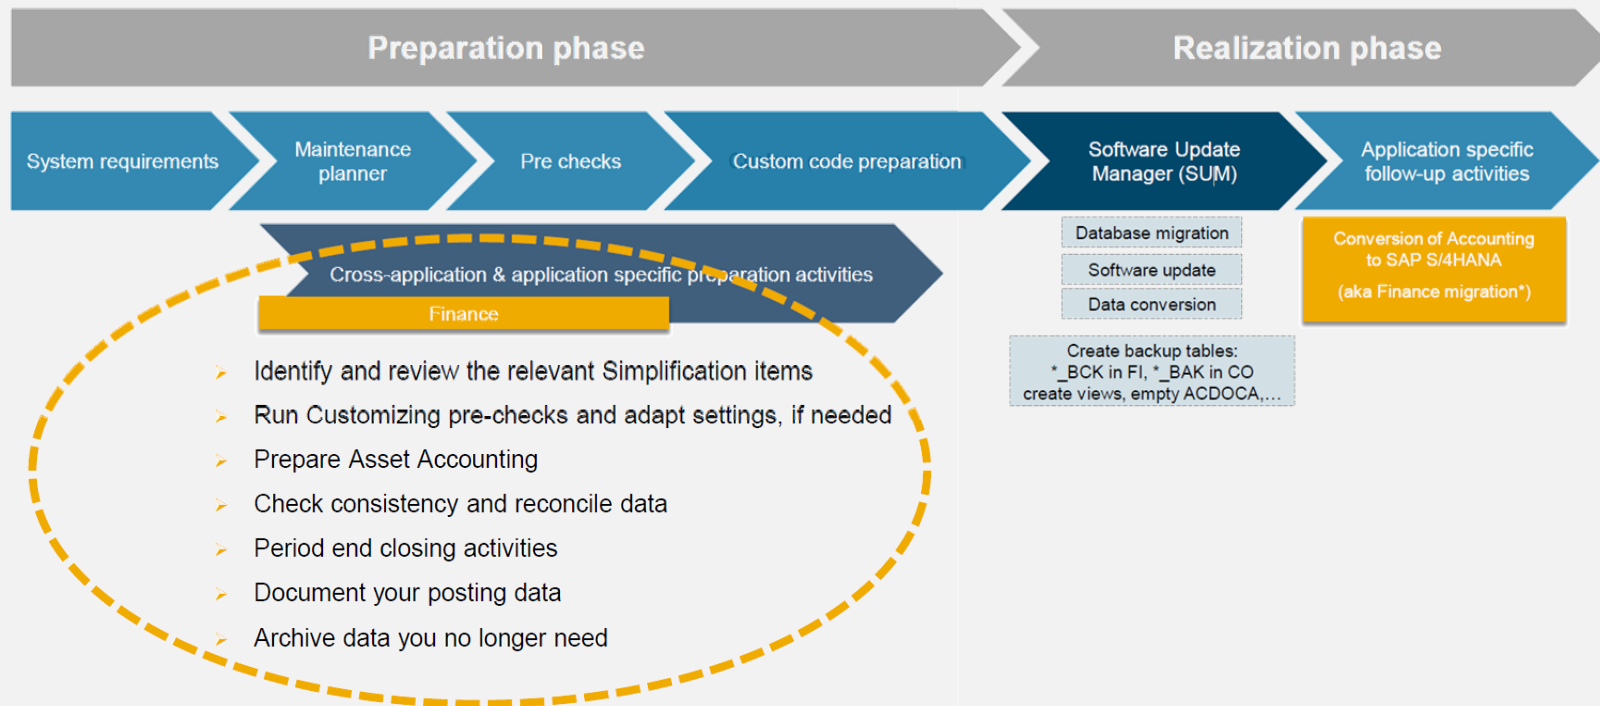 Preparation phase
Realization phase
System requirements
Maintenance
planner
Pre checks
Custom code preparation
Software Update
Manager (SUM)
Application specific
follow-up activities
Cross-application & application specific preparation activities
Finance
Identify and review the relevant Simplification items
Run Customizing pre-checks and adapt settings, if needed
Prepare Asset Accounting
Check consistency and reconcile data
Period end closing activities
Document your posting data
Archive data you no longer need
Database migration
Software update
Data conversion
Create backup tables:
*_BCK in FI, *_BAK in CO
create views, empty ACDOCA,...
Conversion of Accounting
to SAP S/4HANA
(aka Finance migration*)